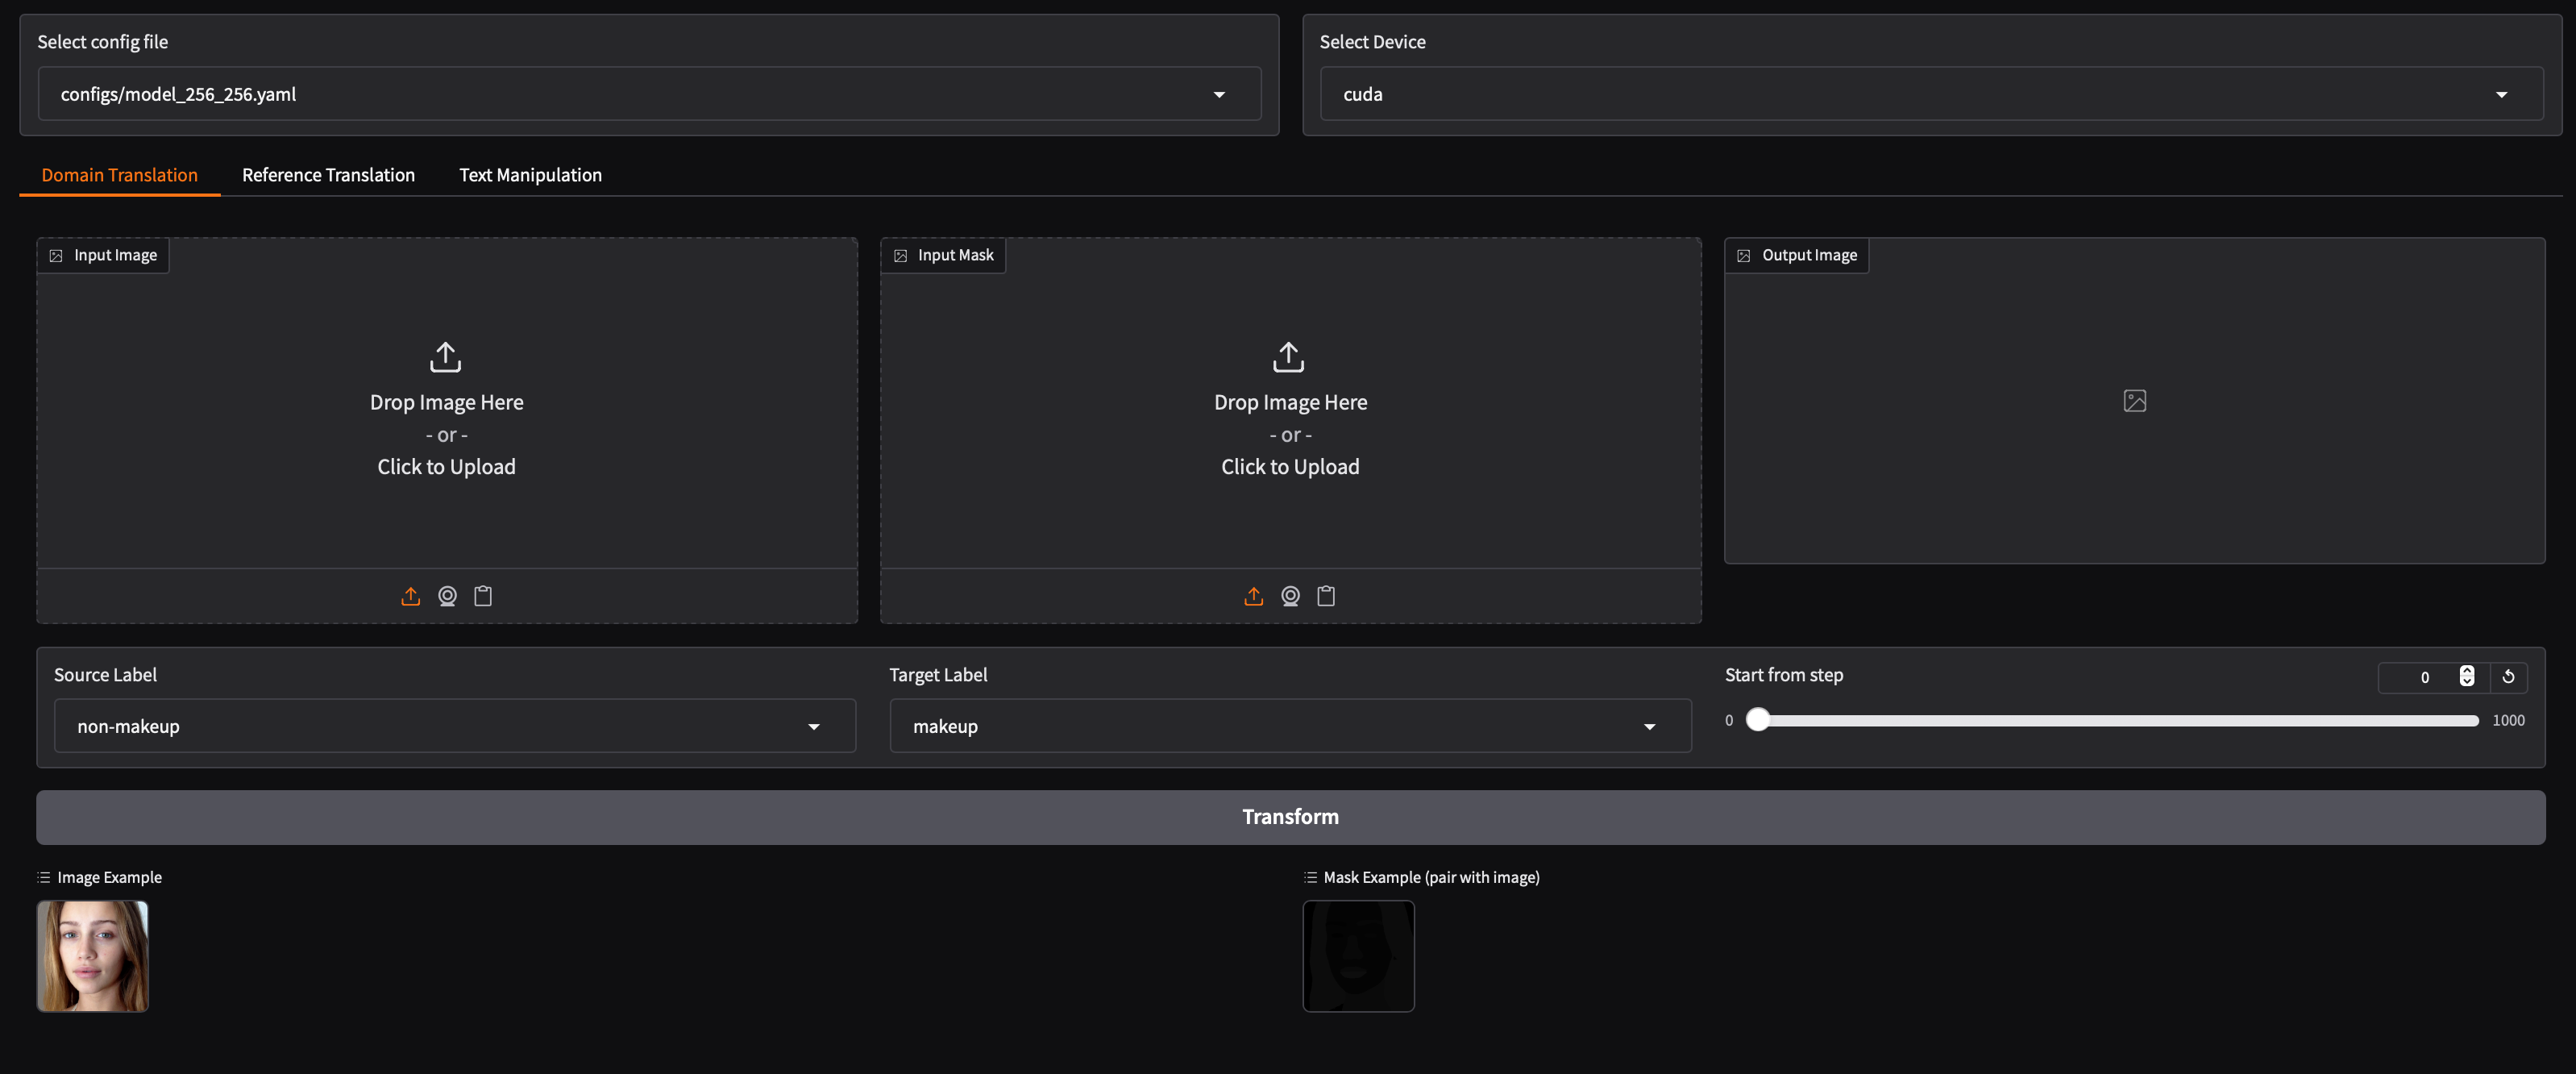 Select config file
configs/model_256_256.yaml
Select Device
cuda
Domain Translation
Reference Translation
Text Manipulation
Input Image
Drop Image Here
- or -
Click to Upload
Input Mask
Drop Image Here
- or -
Click to Upload
Output Image
Source Label
non-makeup
Target Label
makeup
Start from step
0
0
1000
Transform
Image Example
Mask Example (pair with image)